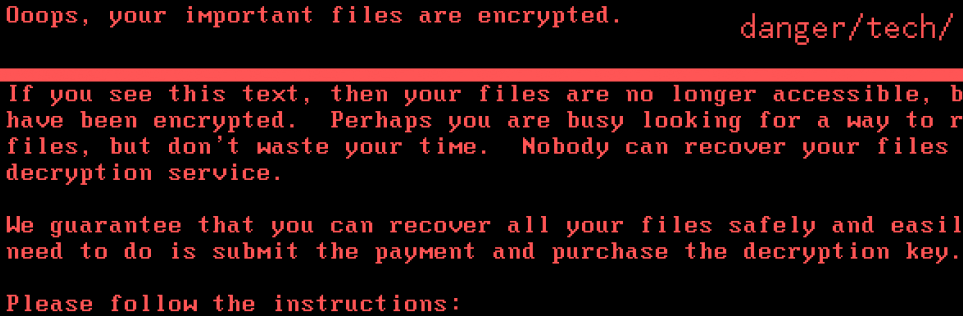 Ooops, your important files are encrypted.
danger/tech/
If you see this text, then your files are no longer accessible, b
have been encrypted.  Perhaps you are busy looking for a way to r
files, but don't waste your time.  Nobody can recover your files
decryption service.
We guarantee that you can recover all your files safely and easil
need to do is submit the payment and purchase the decryption key.
Please follow the instructions: